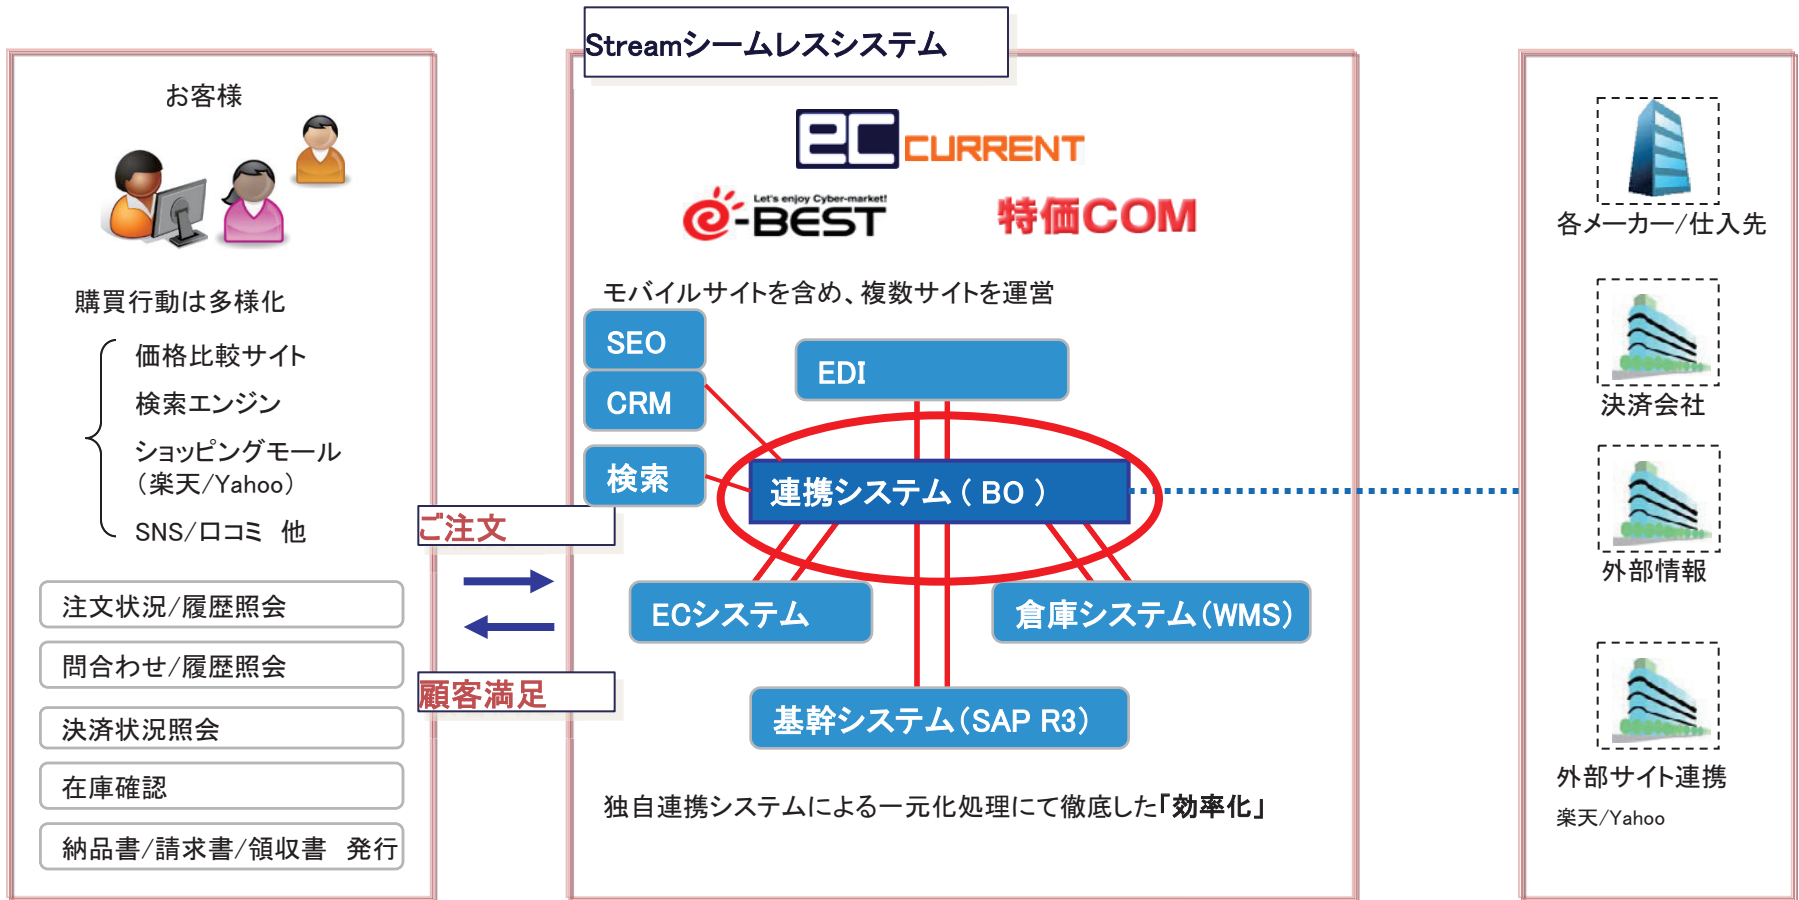 Streamシームレスシステム
お客様
購買行動は多様化
価格比較サイト
検索エンジン
ショッピングモール
（楽天/Yahoo）
SNS/口コミ　他
注文状況/履歴照会
問合わせ/履歴照会
決済状況照会
在庫確認
納品書/請求書/領収書　発行
ご注文
顧客満足
ec CURRENT
Let's enjoy Cyber-market!
e-BEST
特価COM
モバイルサイトを含め、複数サイトを運営
SEO
CRM
検索
EDI
連携システム（ BO ）
ECシステム
倉庫システム（WMS）
基幹システム（SAP R3）
独自連携システムによる一元化処理にて徹底した「効率化」
各メーカー/仕入先
決済会社
外部情報
外部サイト連携
楽天/Yahoo